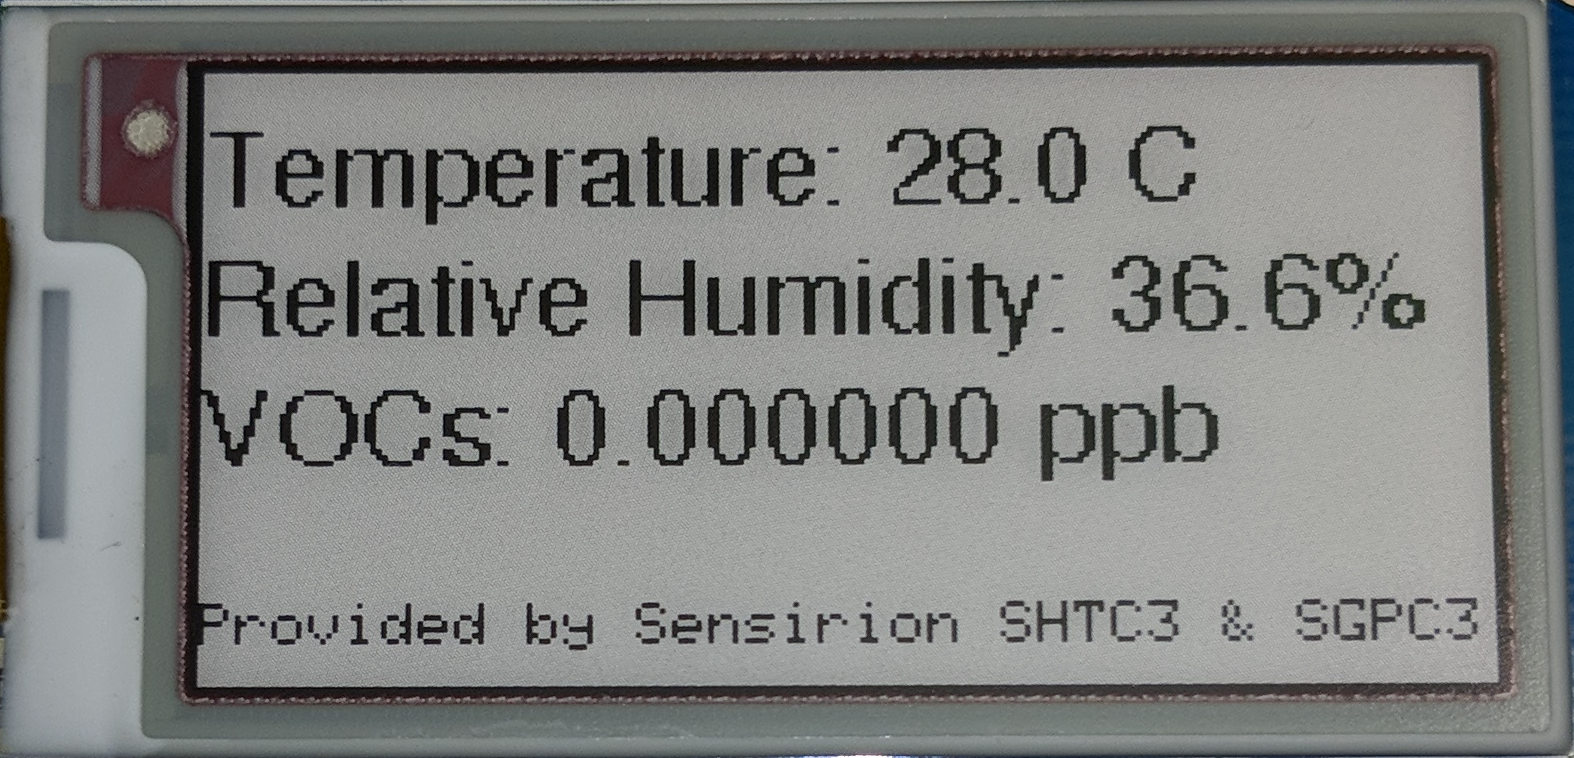 Temperature: 28.0 C
Relative Humidity: 36.6%
VOCs: 0.000000 ppb
Provided by Sensirion SHTC3 & SGPC3